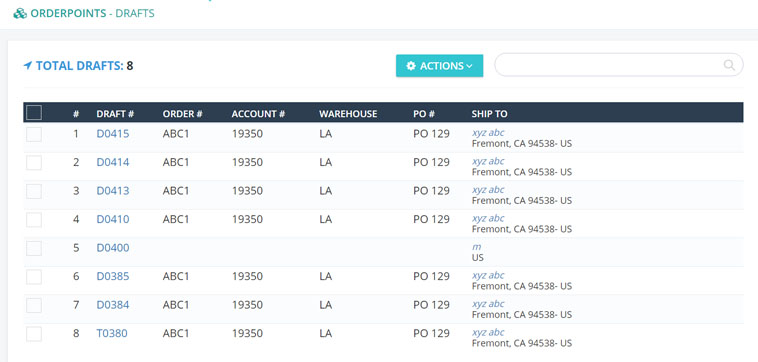 ORDERPOINTS - DRAFTS
TOTAL DRAFTS: 8
ACTIONS
# DRAFT # ORDER # ACCOUNT # WAREHOUSE PO # SHIP TO
1 D0415 ABC1 19350 LA PO 129 xyz abc
Fremont, CA 94538- US
2 D0414 ABC1 19350 LA PO 129 xyz abc
Fremont, CA 94538- US
3 D0413 ABC1 19350 LA PO 129 xyz abc
Fremont, CA 94538- US
4 D0410 ABC1 19350 LA PO 129 xyz abc
Fremont, CA 94538- US
5 D0400 m
US
6 D0385 ABC1 19350 LA PO 129 xyz abc
Fremont, CA 94538- US
7 D0384 ABC1 19350 LA PO 129 xyz abc
Fremont, CA 94538- US
8 T0380 ABC1 19350 LA PO 129 xyz abc
Fremont, CA 94538- US